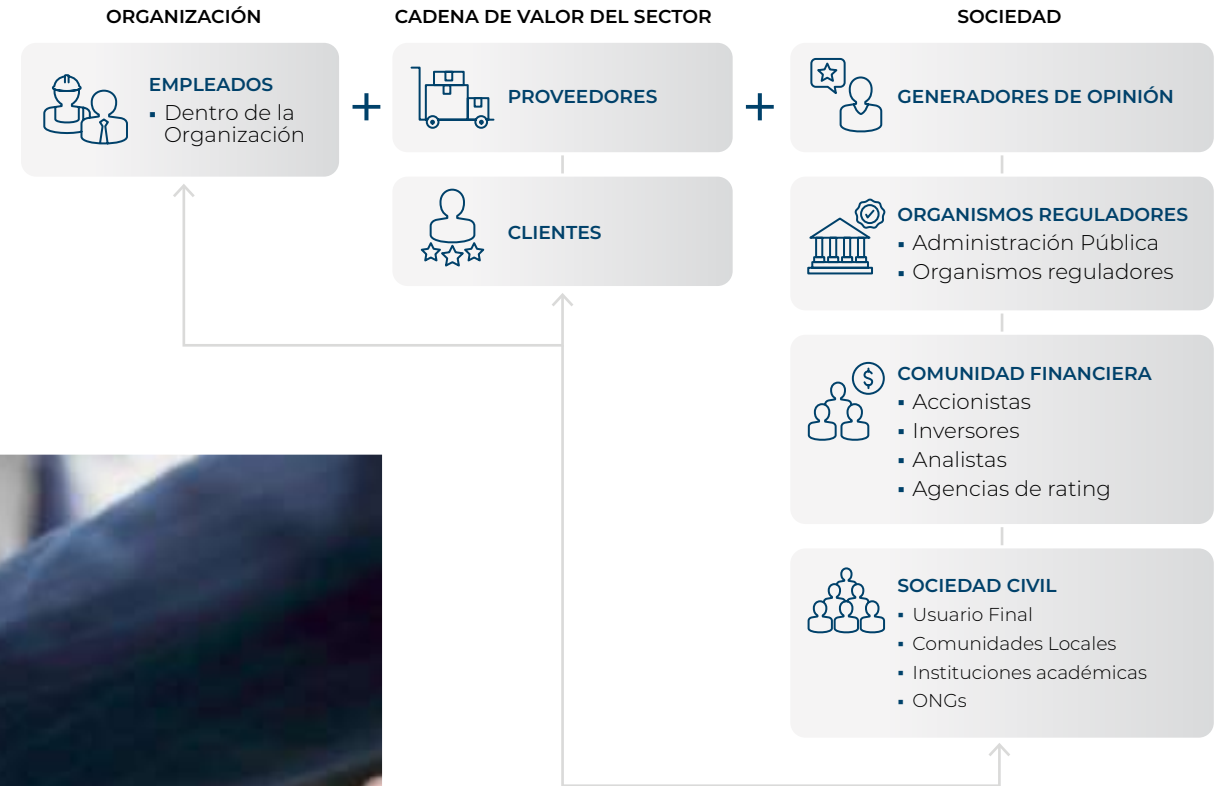 ORGANIZACIÓN
EMPLEADOS
▪ Dentro de la
Organización
+
CADENA DE VALOR DEL SECTOR
PROVEEDORES
CLIENTES
+
SOCIEDAD
GENERADORES DE OPINIÓN
ORGANISMOS REGULADORES
▪ Administración Pública
▪ Organismos reguladores
$
COMUNIDAD FINANCIERA
▪ Accionistas
▪ Inversores
▪ Analistas
▪ Agencias de rating
SOCIEDAD CIVIL
▪ Usuario Final
▪ Comunidades Locales
▪ Instituciones académicas
▪ ONGs